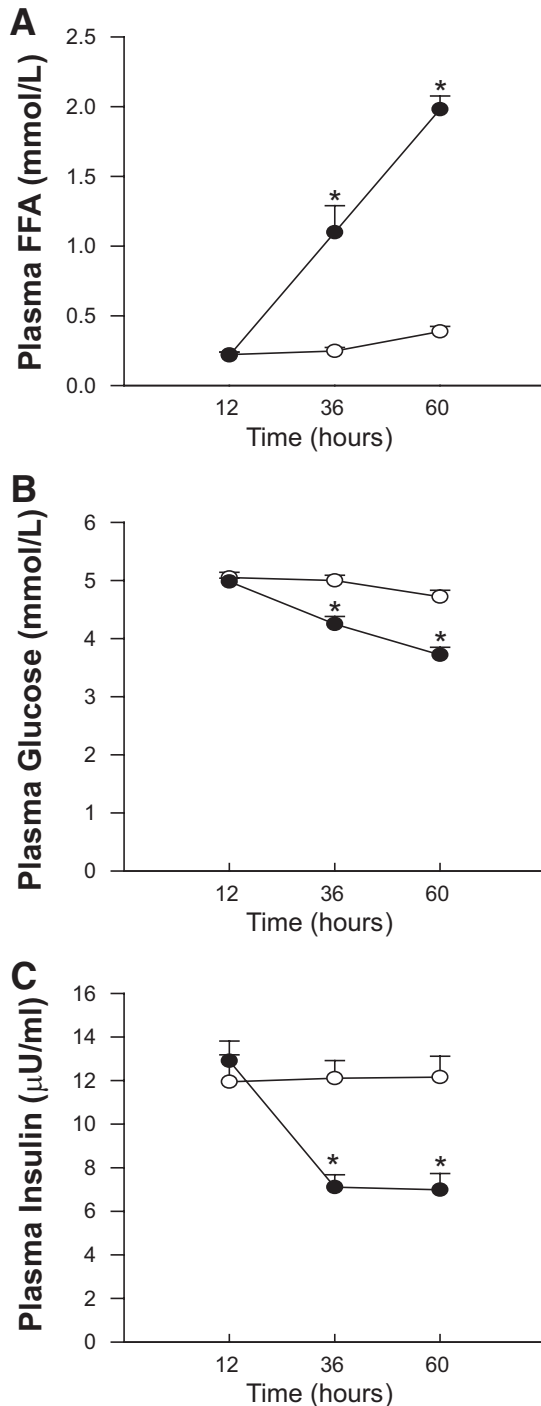 A
Plasma FFA (mmol/L)
2.5
2.0
1.5
1.0
0.5
0.0
*
*
12 36 60
Time (hours)
B
Plasma Glucose (mmol/L)
6
5
4
3
2
1
0
*
*
12 36 60
Time (hours)
C
Plasma Insulin (μU/ml)
16
14
12
10
8
6
4
2
0
* *
12 36 60
Time (hours)